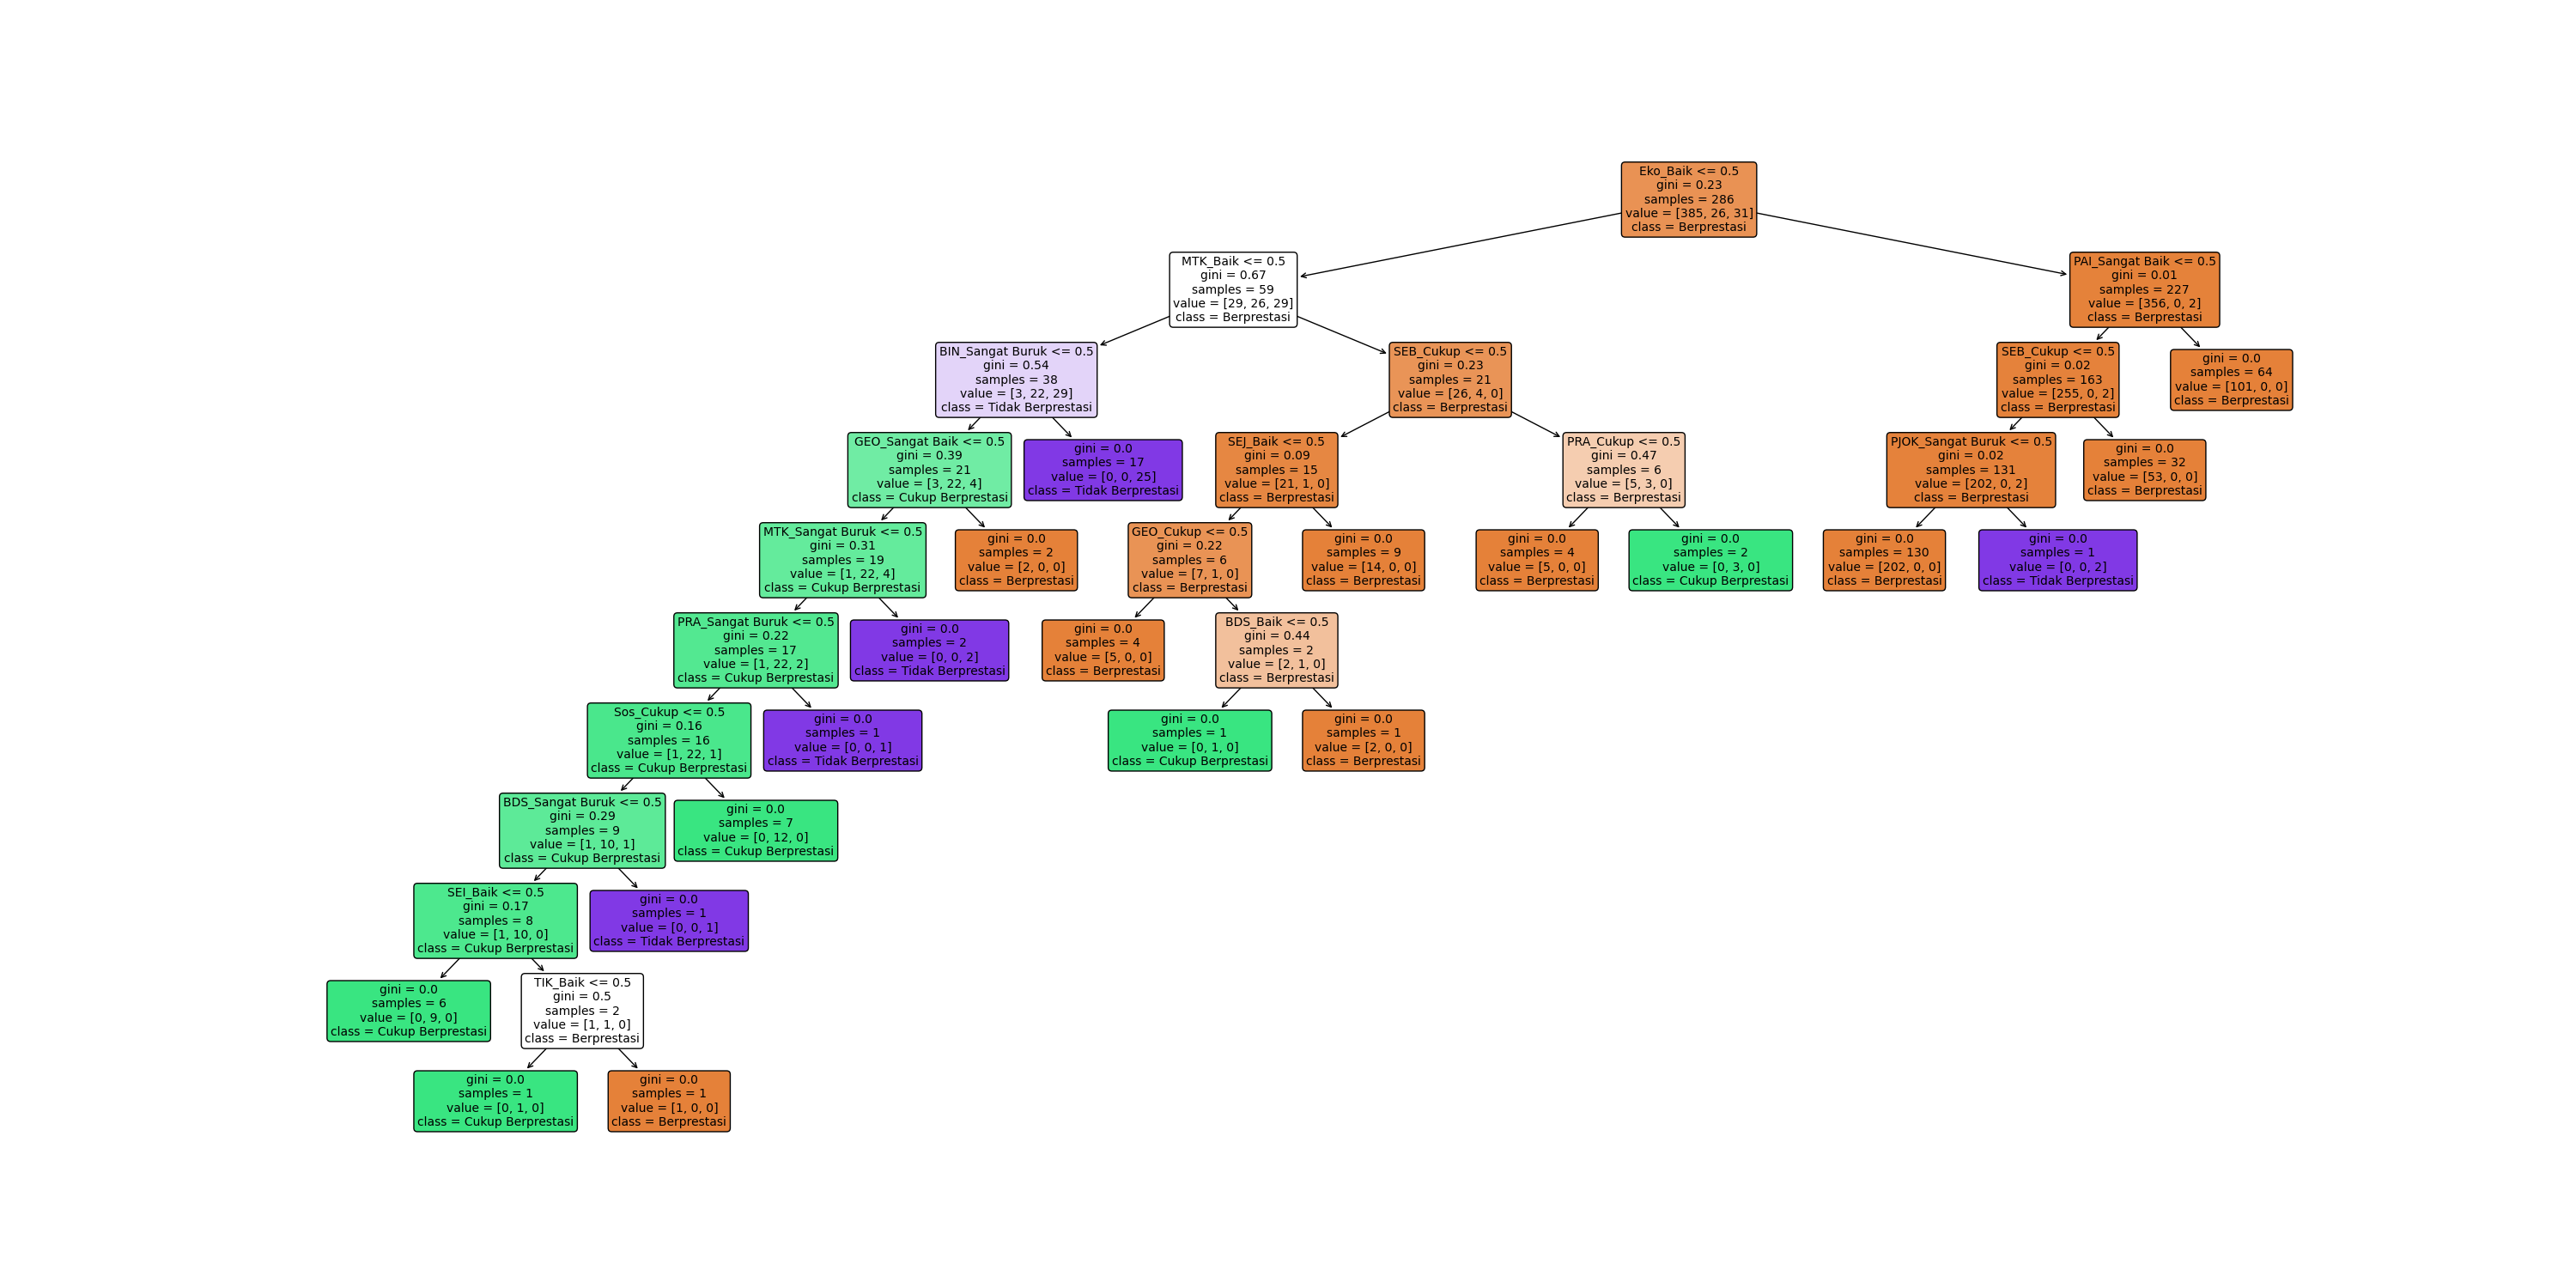 Eko_Baik <= 0.5
gini = 0.23
samples = 286
value = [385, 26, 31]
class = Berprestasi
MTK_Baik <= 0.5
gini = 0.67
samples = 59
value = [29, 26, 29]
class = Berprestasi
PAI_Sangat Baik <= 0.5
gini = 0.01
samples = 227
value = [356, 0, 2]
class = Berprestasi
BIN_Sangat Buruk <= 0.5
gini = 0.54
samples = 38
value = [3, 22, 29]
class = Tidak Berprestasi
SEB_Cukup <= 0.5
gini = 0.23
samples = 21
value = [26, 4, 0]
class = Berprestasi
SEB_Cukup <= 0.5
gini = 0.02
samples = 163
value = [255, 0, 2]
class = Berprestasi
gini = 0.0
samples = 64
value = [101, 0, 0]
class = Berprestasi
GEO_Sangat Baik <= 0.5
gini = 0.39
samples = 21
value = [3, 22, 4]
class = Cukup Berprestasi
gini = 0.0
samples = 17
value = [0, 0, 25]
class = Tidak Berprestasi
SEJ_Baik <= 0.5
gini = 0.09
samples = 15
value = [21, 1, 0]
class = Berprestasi
PRA_Cukup <= 0.5
gini = 0.47
samples = 6
value = [5, 3, 0]
class = Berprestasi
PJOK_Sangat Buruk <= 0.5
gini = 0.02
samples = 131
value = [202, 0, 2]
class = Berprestasi
gini = 0.0
samples = 32
value = [53, 0, 0]
class = Berprestasi
MTK_Sangat Buruk <= 0.5
gini = 0.31
samples = 19
value = [1, 22, 4]
class = Cukup Berprestasi
gini = 0.0
samples = 2
value = [2, 0, 0]
class = Berprestasi
GEO_Cukup <= 0.5
gini = 0.22
samples = 6
value = [7, 1, 0]
class = Berprestasi
gini = 0.0
samples = 9
value = [14, 0, 0]
class = Berprestasi
gini = 0.0
samples = 4
value = [5, 0, 0]
class = Berprestasi
gini = 0.0
samples = 2
value = [0, 3, 0]
class = Cukup Berprestasi
gini = 0.0
samples = 130
value = [202, 0, 0]
class = Berprestasi
gini = 0.0
samples = 1
value = [0, 0, 2]
class = Tidak Berprestasi
PRA_Sangat Buruk <= 0.5
gini = 0.22
samples = 17
value = [1, 22, 2]
class = Cukup Berprestasi
gini = 0.0
samples = 2
value = [0, 0, 2]
class = Tidak Berprestasi
gini = 0.0
samples = 4
value = [5, 0, 0]
class = Berprestasi
BDS_Baik <= 0.5
gini = 0.44
samples = 2
value = [2, 1, 0]
class = Berprestasi
Sos_Cukup <= 0.5
gini = 0.16
samples = 16
value = [1, 22, 1]
class = Cukup Berprestasi
gini = 0.0
samples = 1
value = [0, 0, 1]
class = Tidak Berprestasi
gini = 0.0
samples = 1
value = [0, 1, 0]
class = Cukup Berprestasi
gini = 0.0
samples = 1
value = [2, 0, 0]
class = Berprestasi
BDS_Sangat Buruk <= 0.5
gini = 0.29
samples = 9
value = [1, 10, 1]
class = Cukup Berprestasi
gini = 0.0
samples = 7
value = [0, 12, 0]
class = Cukup Berprestasi
SEI_Baik <= 0.5
gini = 0.17
samples = 8
value = [1, 10, 0]
class = Cukup Berprestasi
gini = 0.0
samples = 1
value = [0, 0, 1]
class = Tidak Berprestasi
gini = 0.0
samples = 6
value = [0, 9, 0]
class = Cukup Berprestasi
TIK_Baik <= 0.5
gini = 0.5
samples = 2
value = [1, 1, 0]
class = Berprestasi
gini = 0.0
samples = 1
value = [0, 1, 0]
class = Cukup Berprestasi
gini = 0.0
samples = 1
value = [1, 0, 0]
class = Berprestasi